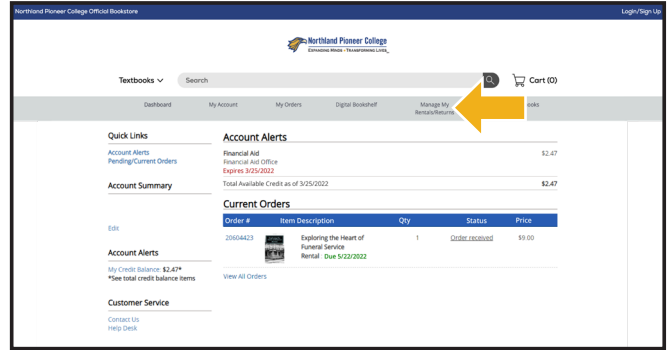 Northland Pioneer College Official Bookstore
Login/Sign Up
Northland Pioneer College
Expanding Minds • Transforming Lives
Textbooks
Search
Cart (0)
Dashboard
My Account
My Orders
Digital Bookshelf
Manage My
Rentals/Returns
ooks
Quick Links
Account Alerts
Pending/Current Orders
Account Summary
Edit
Account Alerts
My Credit Balance: $2.47*
*See total credit balance items
Customer Service
Contact Us
Help Desk
Account Alerts
Financial Aid $2.47
Financial Aid Office
Expires 3/25/2022
Total Available Credit as of 3/25/2022 $2.47
Current Orders
Order # Item Description Qty Status Price
20604423 Exploring the Heart of 1 Order received $9.00
Funeral Service
Rental Due 5/22/2022
View All Orders